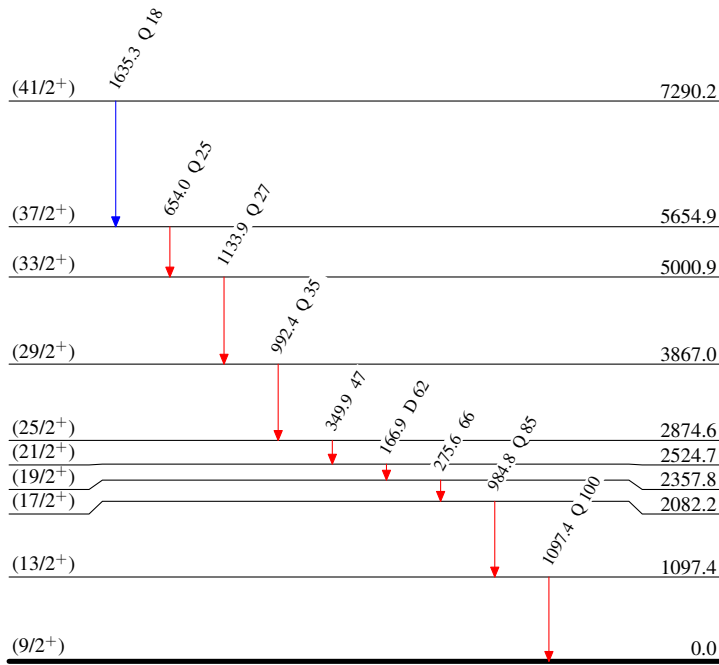 1635.3 Q 18
(41/2+) 7290.2
654.0 Q 25
(37/2+) 5654.9
1133.9 Q 27
(33/2+) 5000.9
992.4 Q 35
(29/2+) 3867.0
349.9 47
166.9 D 62
275.6 66
984.8 Q 85
(25/2+) 2874.6
(21/2+) 2524.7
(19/2+) 2357.8
(17/2+) 2082.2
1097.4 Q 100
(13/2+) 1097.4
(9/2+) 0.0